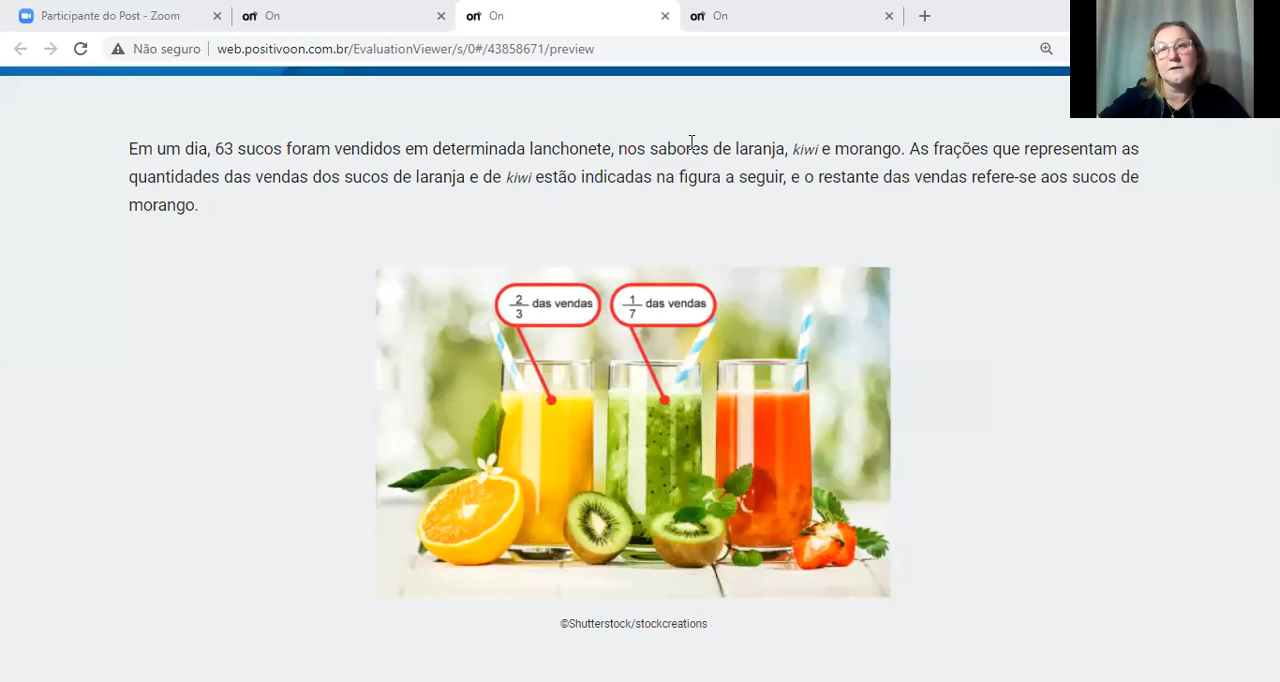 Participante do Post - Zoom
on On
on On
on On
Não seguro | web.positivoon.com.br/EvaluationViewer/s/0#/43858671/preview
Em um dia, 63 sucos foram vendidos em determinada lanchonete, nos sabores de laranja, kiwi e morango. As frações que representam as
quantidades das vendas dos sucos de laranja e de kiwi estão indicadas na figura a seguir, e o restante das vendas refere-se aos sucos de
morango.
2/3 das vendas
1/7 das vendas
©Shutterstock/stockcreations